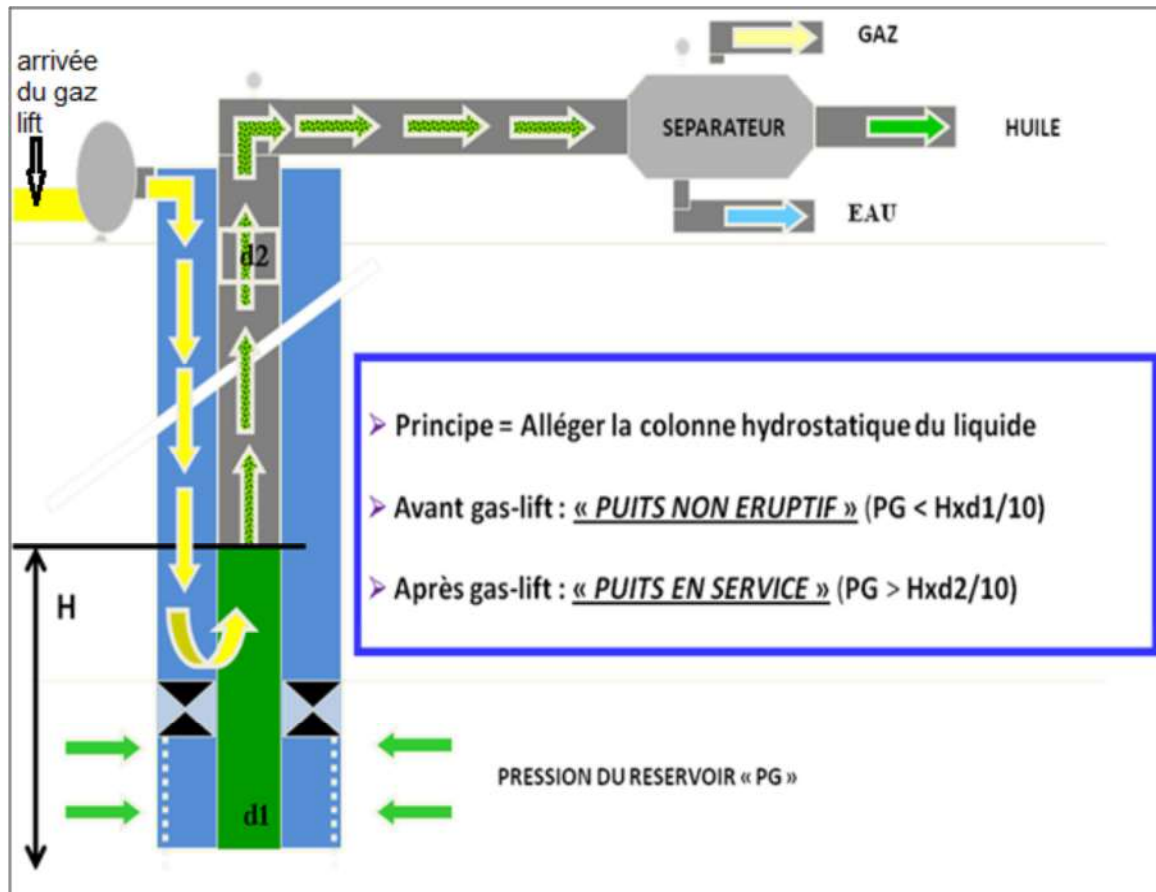 arrivée
du gaz
lift
GAZ
SEPARATEUR
HUILE
EAU
d2
➢ Principe = Alléger la colonne hydrostatique du liquide
➢ Avant gas-lift : « PUITS NON ERUPTIF » (PG < Hxd1/10)
➢ Après gas-lift : « PUITS EN SERVICE » (PG > Hxd2/10)
H
PRESSION DU RESERVOIR « PG »
d1